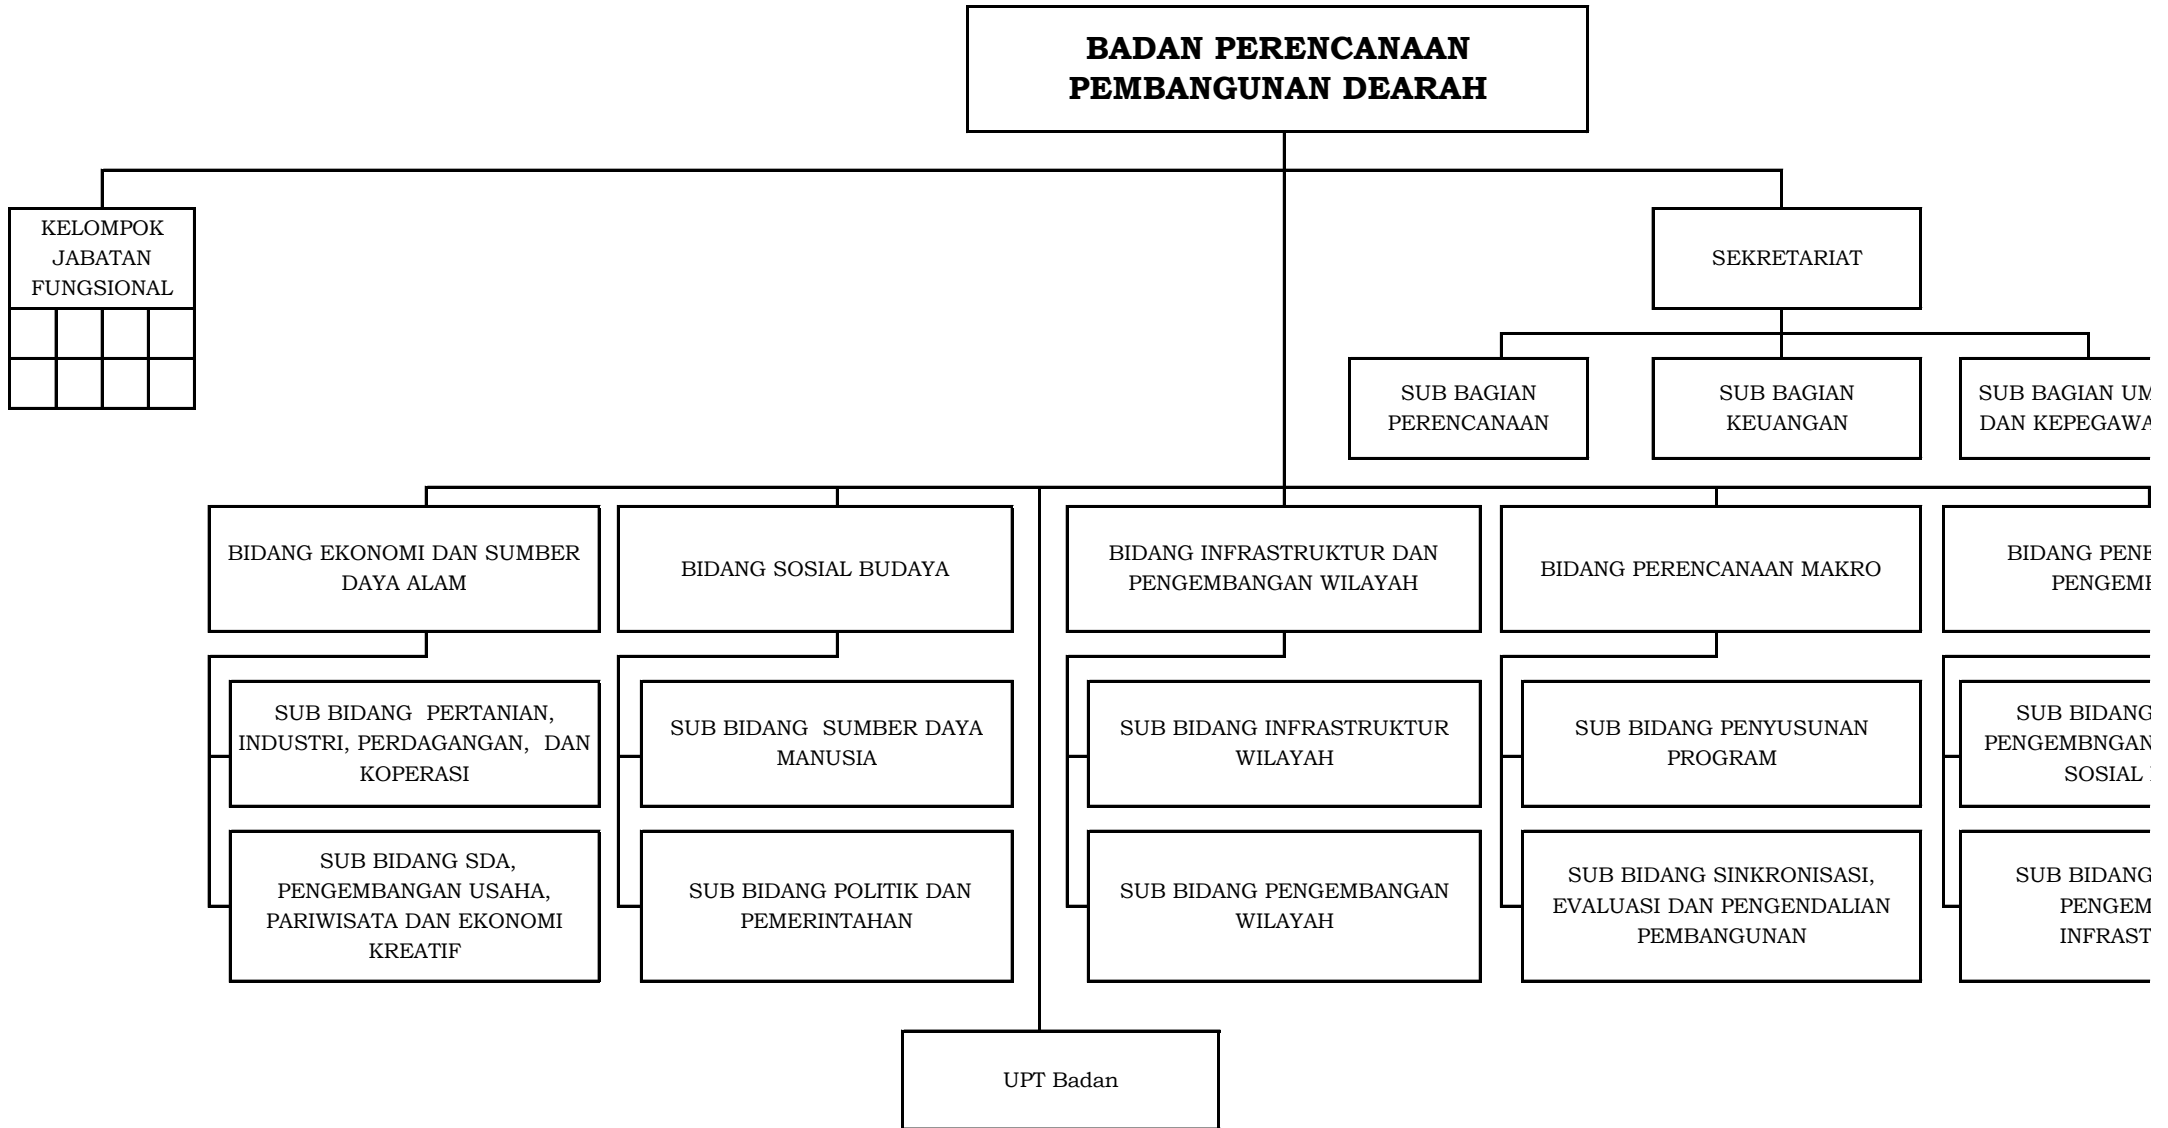 BADAN PERENCANAAN
PEMBANGUNAN DEARAH
KELOMPOK
JABATAN
FUNGSIONAL
SEKRETARIAT
SUB BAGIAN
PERENCANAAN
SUB BAGIAN
KEUANGAN
SUB BAGIAN
DAN
BIDANG EKONOMI DAN SUMBER
DAYA ALAM
BIDANG SOSIAL BUDAYA
BIDANG INFRASTRUKTUR DAN
PENGEMBANGAN WILAYAH
BIDANG PERENCANAAN MAKRO
BIDANG
SUB BIDANG PERTANIAN,
INDUSTRI, PERDAGANGAN, DAN
KOPERASI
SUB BIDANG SDA,
PENGEMBANGAN USAHA,
PARIWISATA DAN EKONOMI
KREATIF
SUB BIDANG SUMBER DAYA
MANUSIA
SUB BIDANG POLITIK DAN
PEMERINTAHAN
SUB BIDANG INFRASTRUKTUR
WILAYAH
SUB BIDANG PENGEMBANGAN
WILAYAH
SUB BIDANG PENYUSUNAN
PROGRAM
SUB BIDANG SINKRONISASI,
EVALUASI DAN PENGENDALIAN
PEMBANGUNAN
SUB BIDANG
PENGEMBNGAN
SOSIAL
SUB BIDANG
UPT Badan